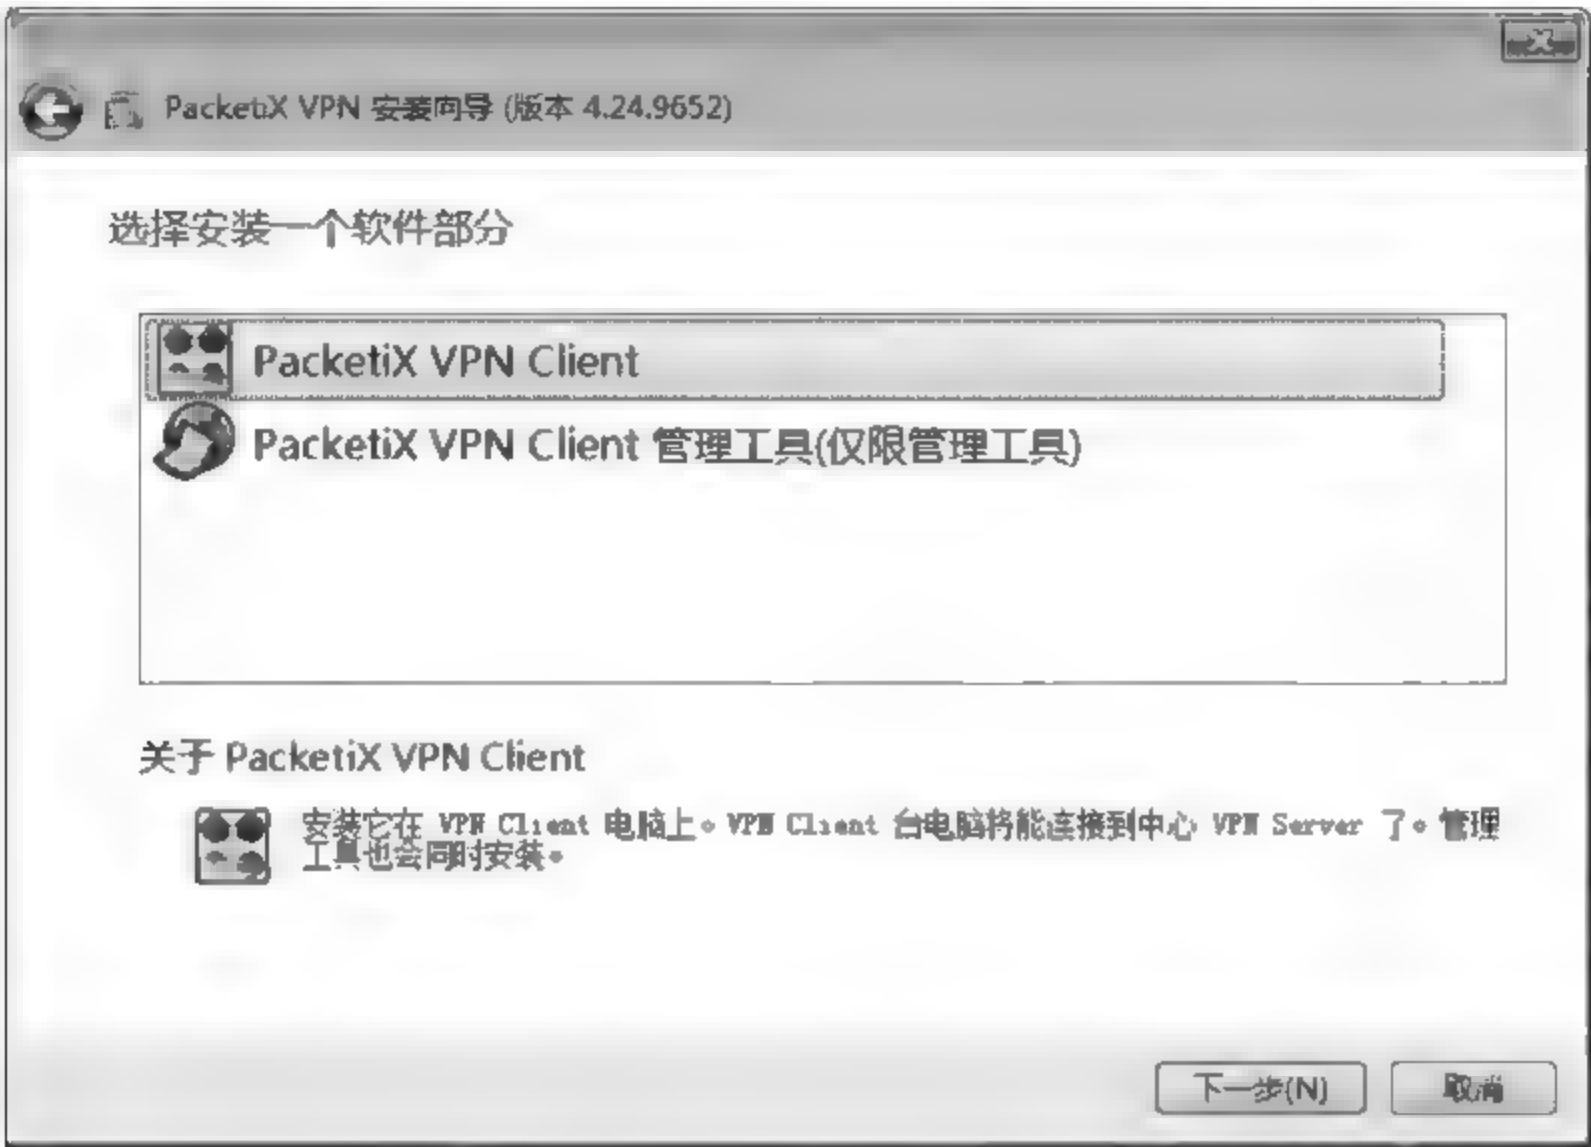 PacketiX VPN 安装向导 (版本 4.24.9652)
选择安装一个软件部分
PacketiX VPN Client
PacketiX VPN Client 管理工具(仅限管理工具)
关于 PacketiX VPN Client
安装它在 VPN Client 电脑上。VPN Client 台电脑将能连接到中心 VPN Server 了。管理
工具也会同时安装。
下一步(N)
取消